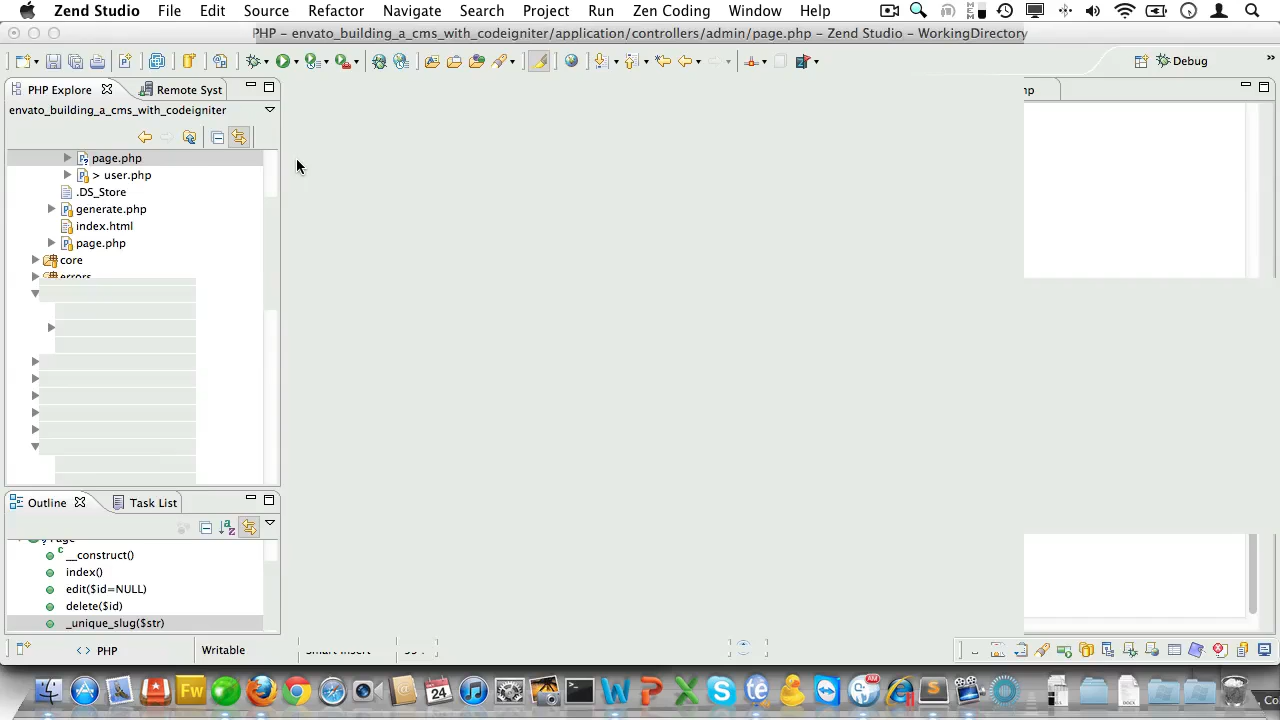 Zend Studio File Edit Source Refactor Navigate Search Project Run Zen Coding Window Help
PHP – envato_building_a_cms_with_codeigniter/application/controllers/admin/page.php – Zend Studio – WorkingDirectory
Debug
PHP Explore Remote Syst
envato_building_a_cms_with_codeigniter
page.php
> user.php
.DS_Store
generate.php
index.html
page.php
core
errors
Outline Task List
__construct()
index()
edit($id=NULL)
delete($id)
_unique_slug($str)
PHP Writable Smart Insert